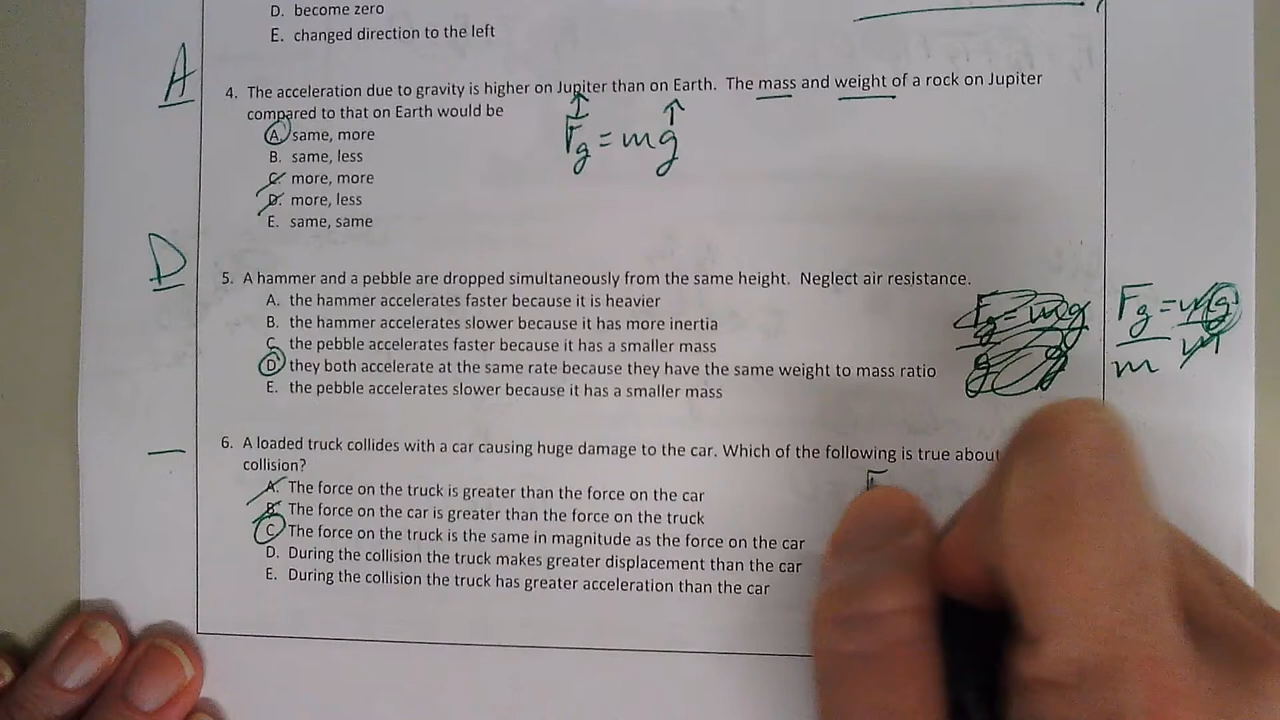 D. become zero
E. changed direction to the left
A
4. The acceleration due to gravity is higher on Jupiter than on Earth. The mass and weight of a rock on Jupiter
compared to that on Earth would be
A. same, more
B. same, less
C. more, more
D. more, less
E. same, same
Fg = mg
D
5. A hammer and a pebble are dropped simultaneously from the same height. Neglect air resistance.
A. the hammer accelerates faster because it is heavier
B. the hammer accelerates slower because it has more inertia
C. the pebble accelerates faster because it has a smaller mass
D. they both accelerate at the same rate because they have the same weight to mass ratio
E. the pebble accelerates slower because it has a smaller mass
Fg = mg
Fg = mg
m m
6. A loaded truck collides with a car causing huge damage to the car. Which of the following is true about
collision?
A. The force on the truck is greater than the force on the car
B. The force on the car is greater than the force on the truck
C. The force on the truck is the same in magnitude as the force on the car
D. During the collision the truck makes greater displacement than the car
E. During the collision the truck has greater acceleration than the car
F